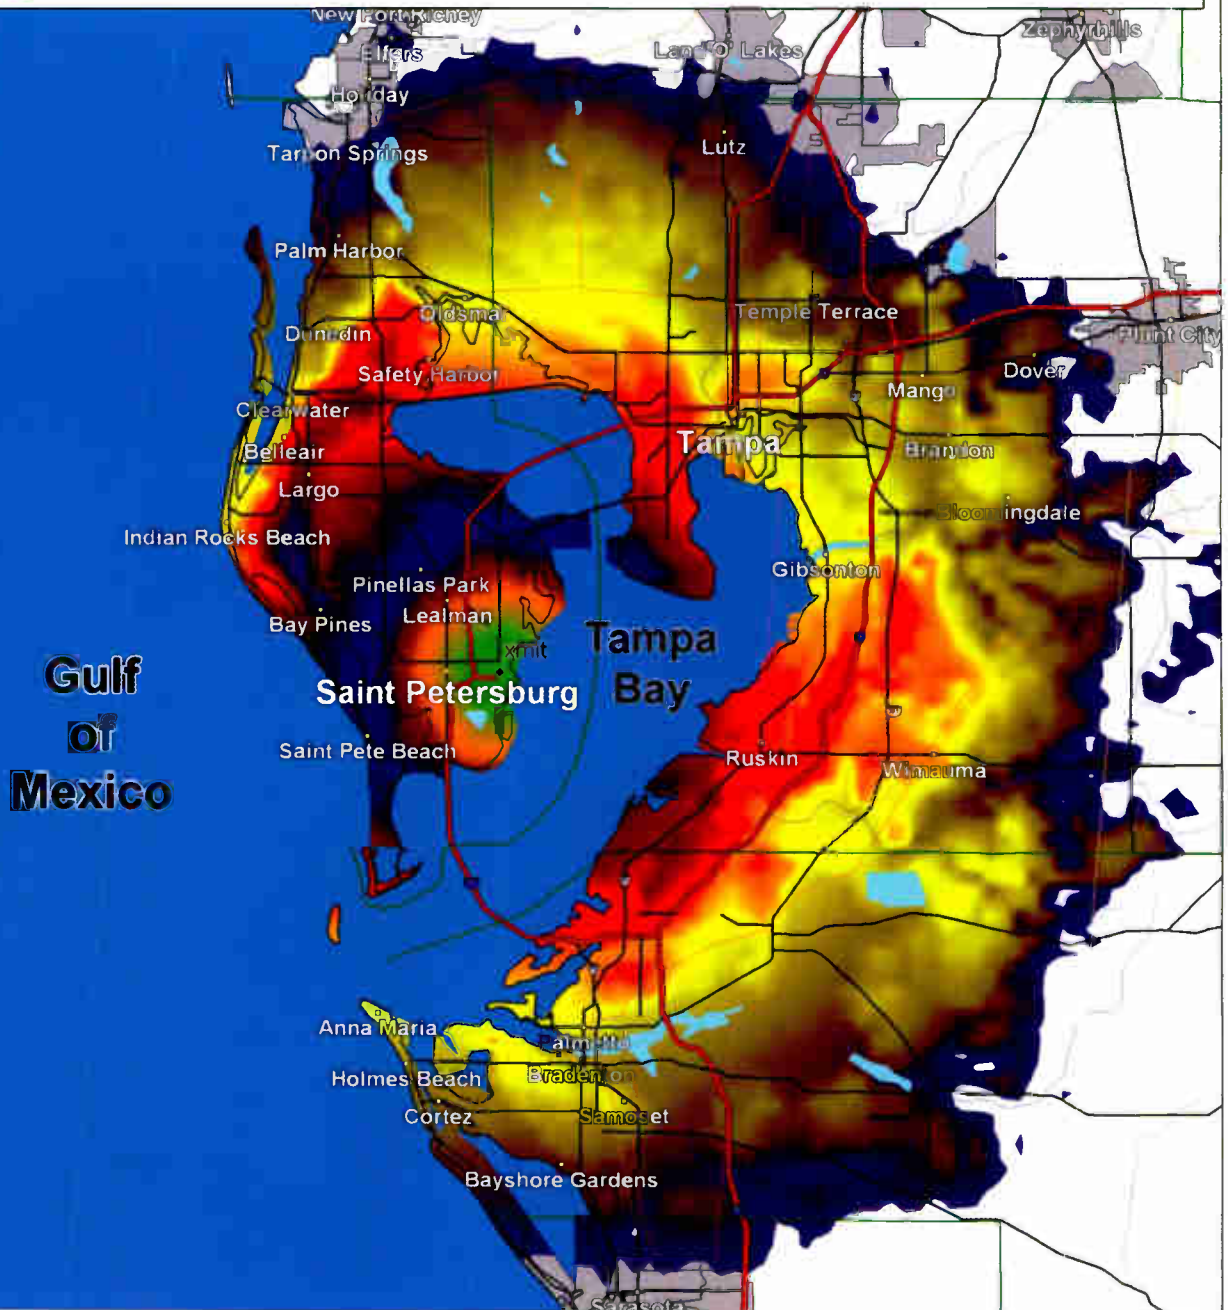 New Port Richey
Elfers
Land O' Lakes
Zephyrhills
Holiday
Lutz
Tarpon Springs
Palm Harbor
Oldsmar
Temple Terrace
Dunedin
Plant City
Safety Harbor
Dover
Mango
Clearwater
Tampa
Belleair
Brandon
Largo
Bloomingdale
Indian Rocks Beach
Gibsonton
Pinellas Park
Lealman
Bay Pines
xmit
Tampa
Bay
Gulf
of
Mexico
Saint Petersburg
Saint Pete Beach
Ruskin
Wimauma
Anna Maria
Palmetto
Holmes Beach
Bradenton
Cortez
Samoset
Bayshore Gardens
Sarasota